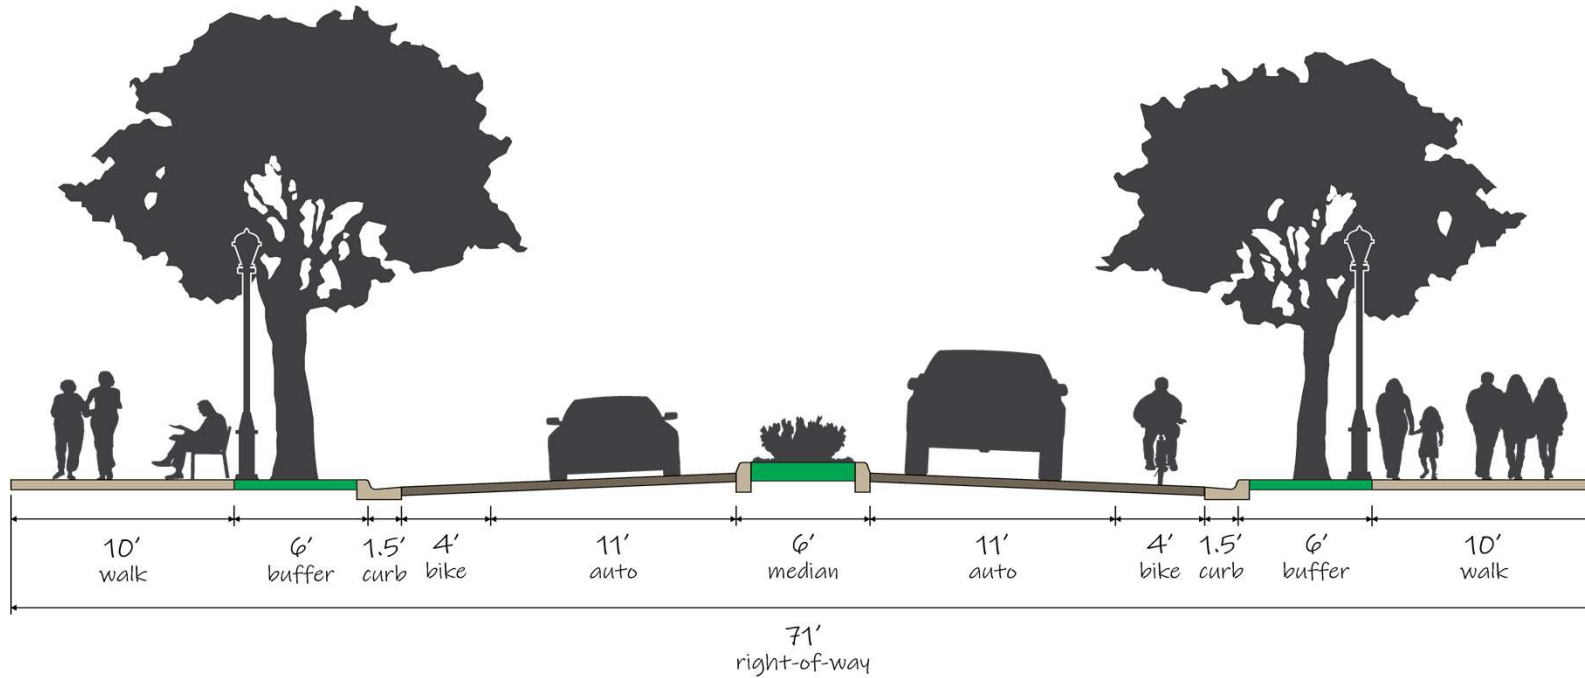 10' 6' 1.5' 4' 11' 6' 11' 4' 1.5' 6' 10'
walk buffer curb bike auto median auto bike curb buffer walk
71'
right-of-way